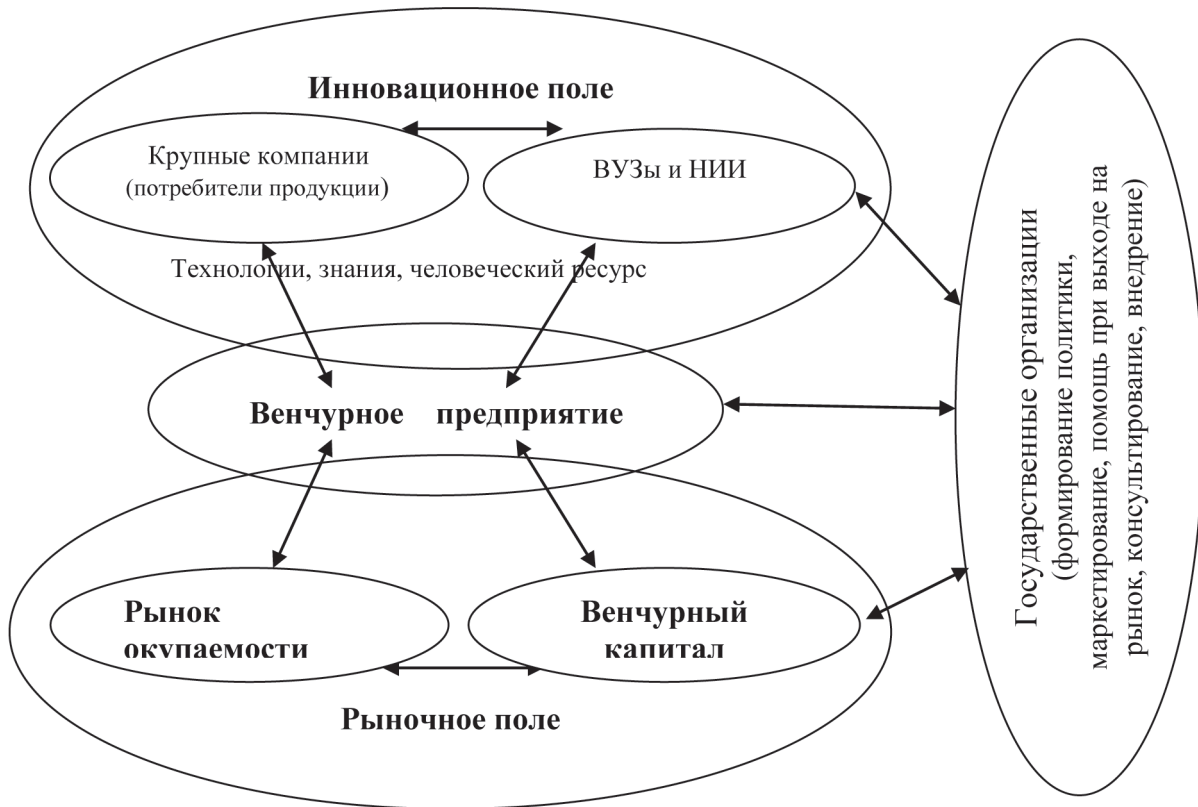 Инновационное поле
Крупные компании
(потребители продукции)
ВУЗы и НИИ
Технологии, знания, человеческий ресурс
Венчурное предприятие
Рынок
окупаемости
Венчурный
капитал
Рыночное поле
Государственные организации
(формирование политики,
маркетирование, помощь при выходе на
рынок, консультирование, внедрение)